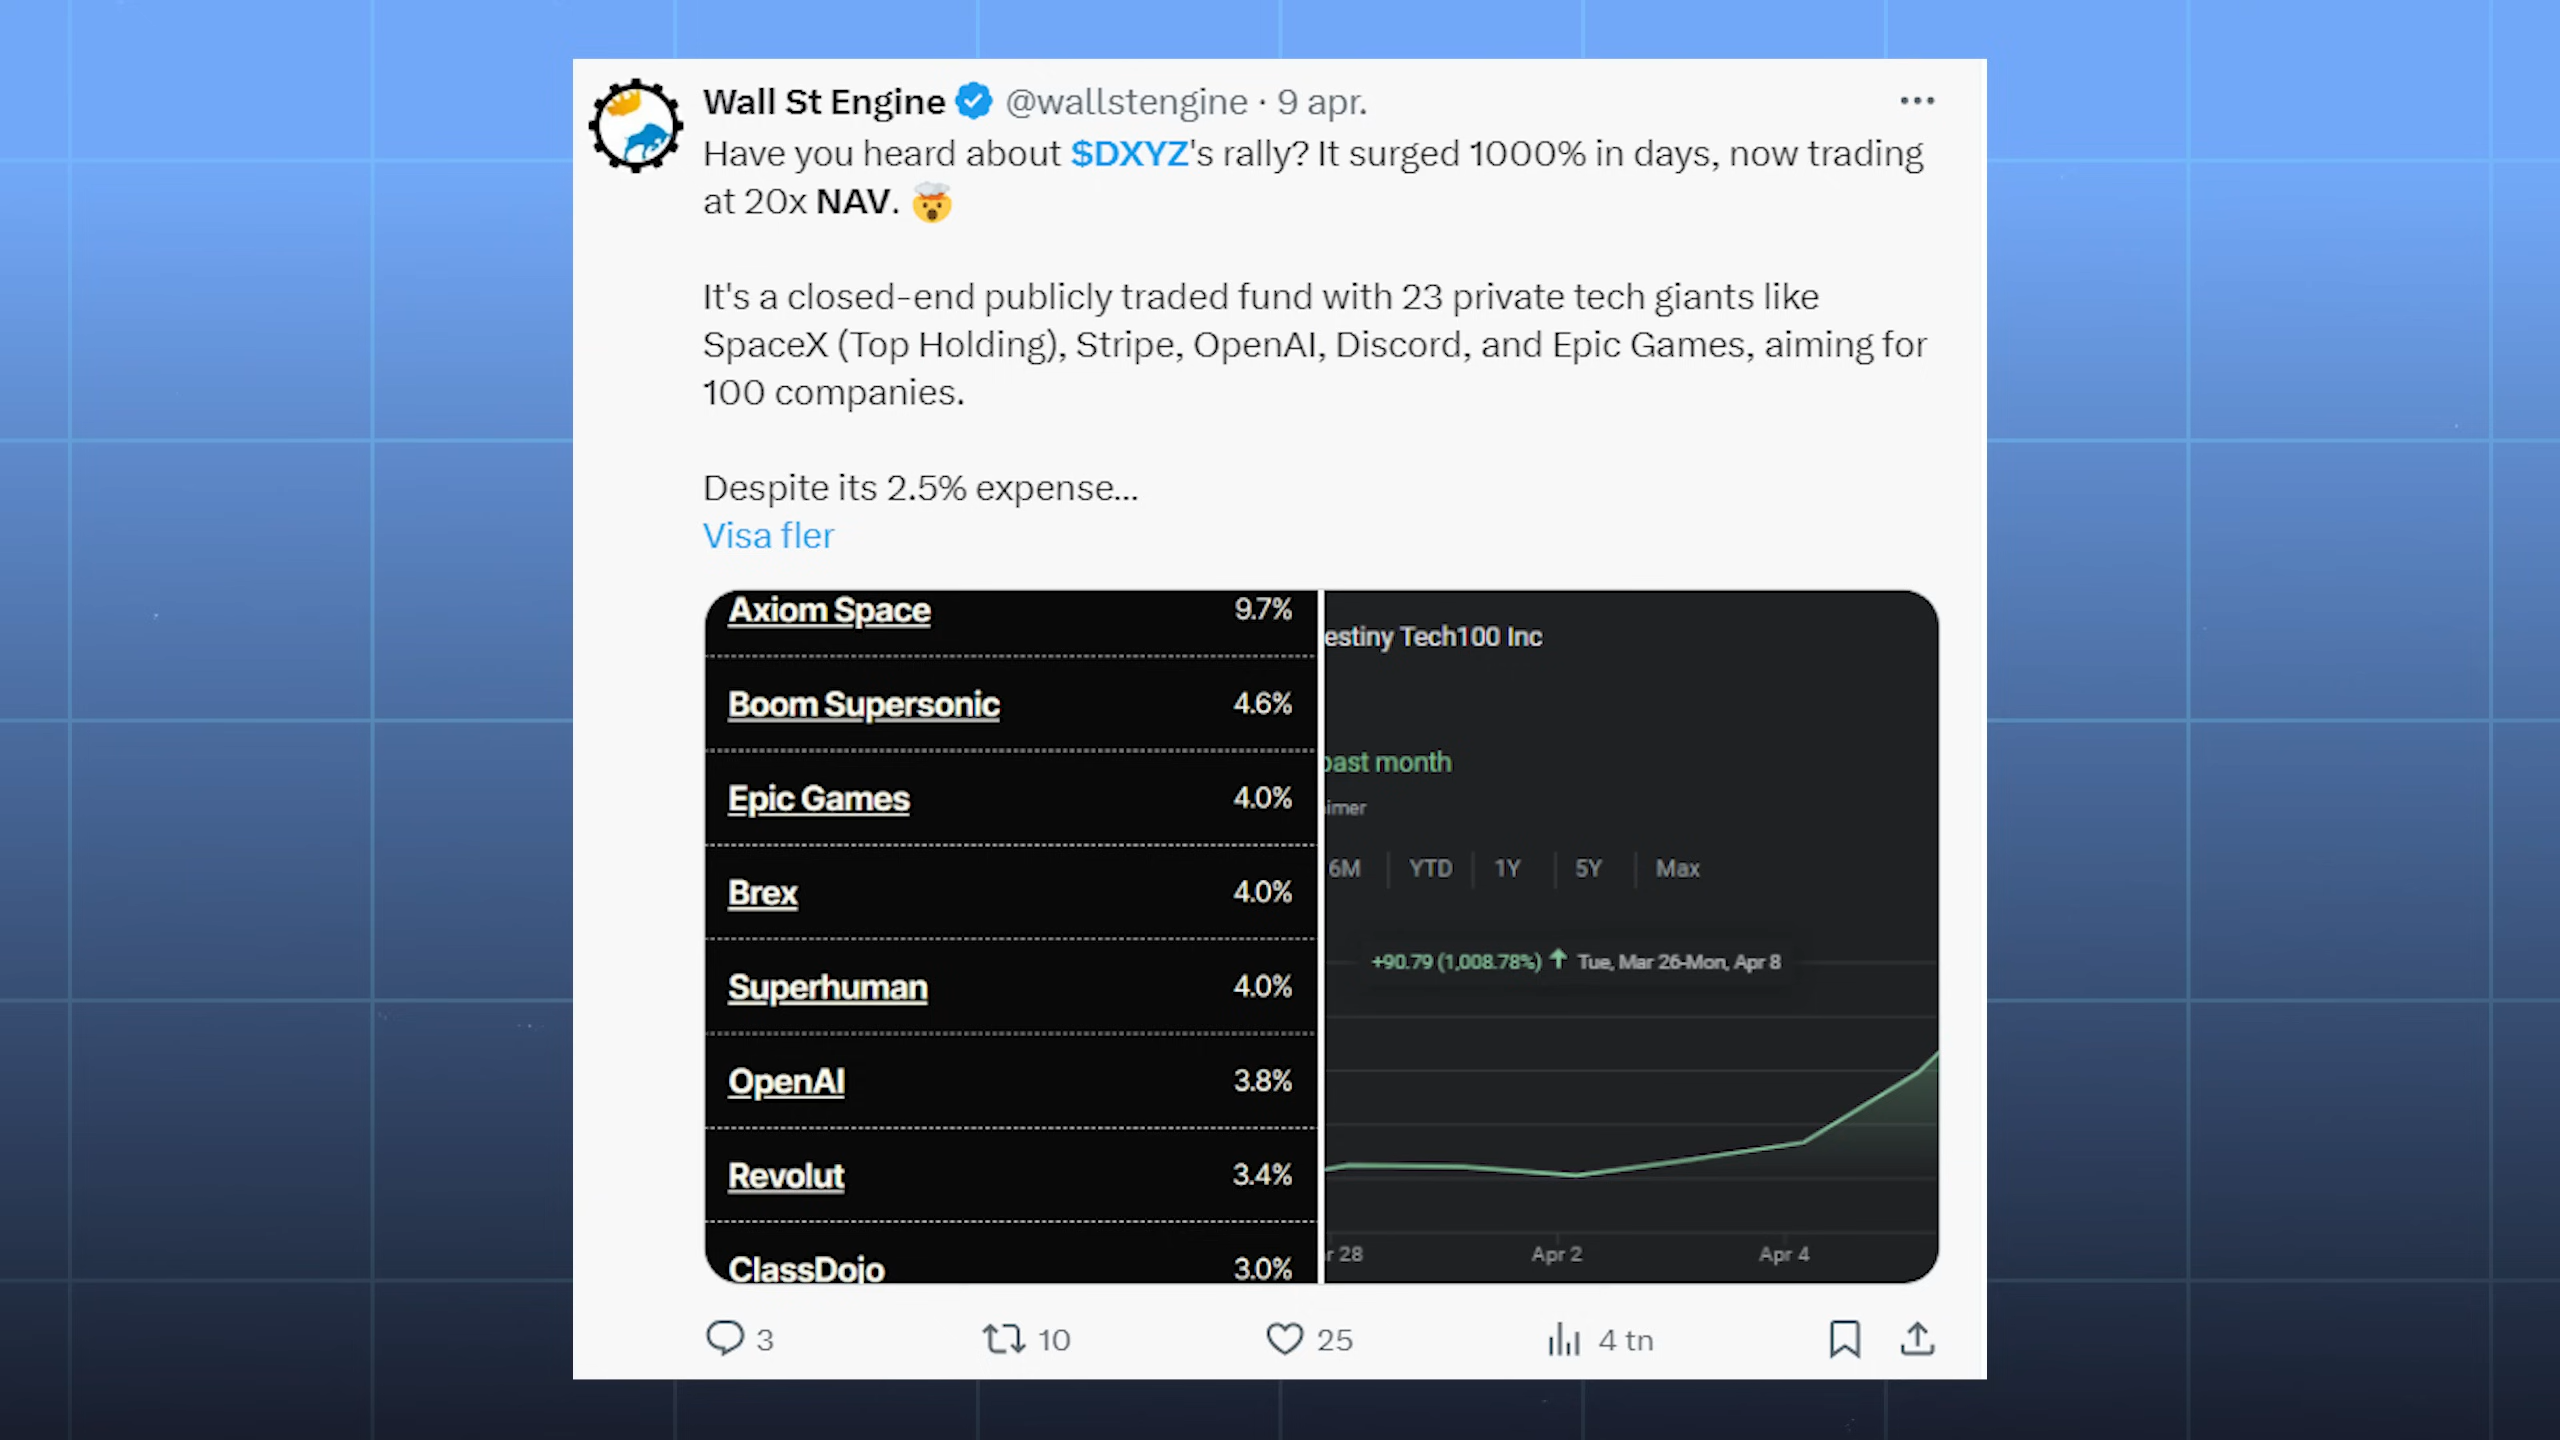 Wall St Engine @wallstengine · 9 apr.
Have you heard about $DXYZ's rally? It surged 1000% in days, now trading
at 20x NAV. 🤯
It's a closed-end publicly traded fund with 23 private tech giants like
SpaceX (Top Holding), Stripe, OpenAI, Discord, and Epic Games, aiming for
100 companies.
Despite its 2.5% expense...
Visa fler
Axiom Space 9.7%
Boom Supersonic 4.6%
Epic Games 4.0%
Brex 4.0%
Superhuman 4.0%
OpenAI 3.8%
Revolut 3.4%
ClassDojo 3.0%
estiny Tech100 Inc
past month
imer
6M YTD 1Y 5Y Max
+90.79 (1,008.78%) ↑ Tue, Mar 26-Mon, Apr 8
r 28 Apr 2 Apr 4
3 10 25 4 tn